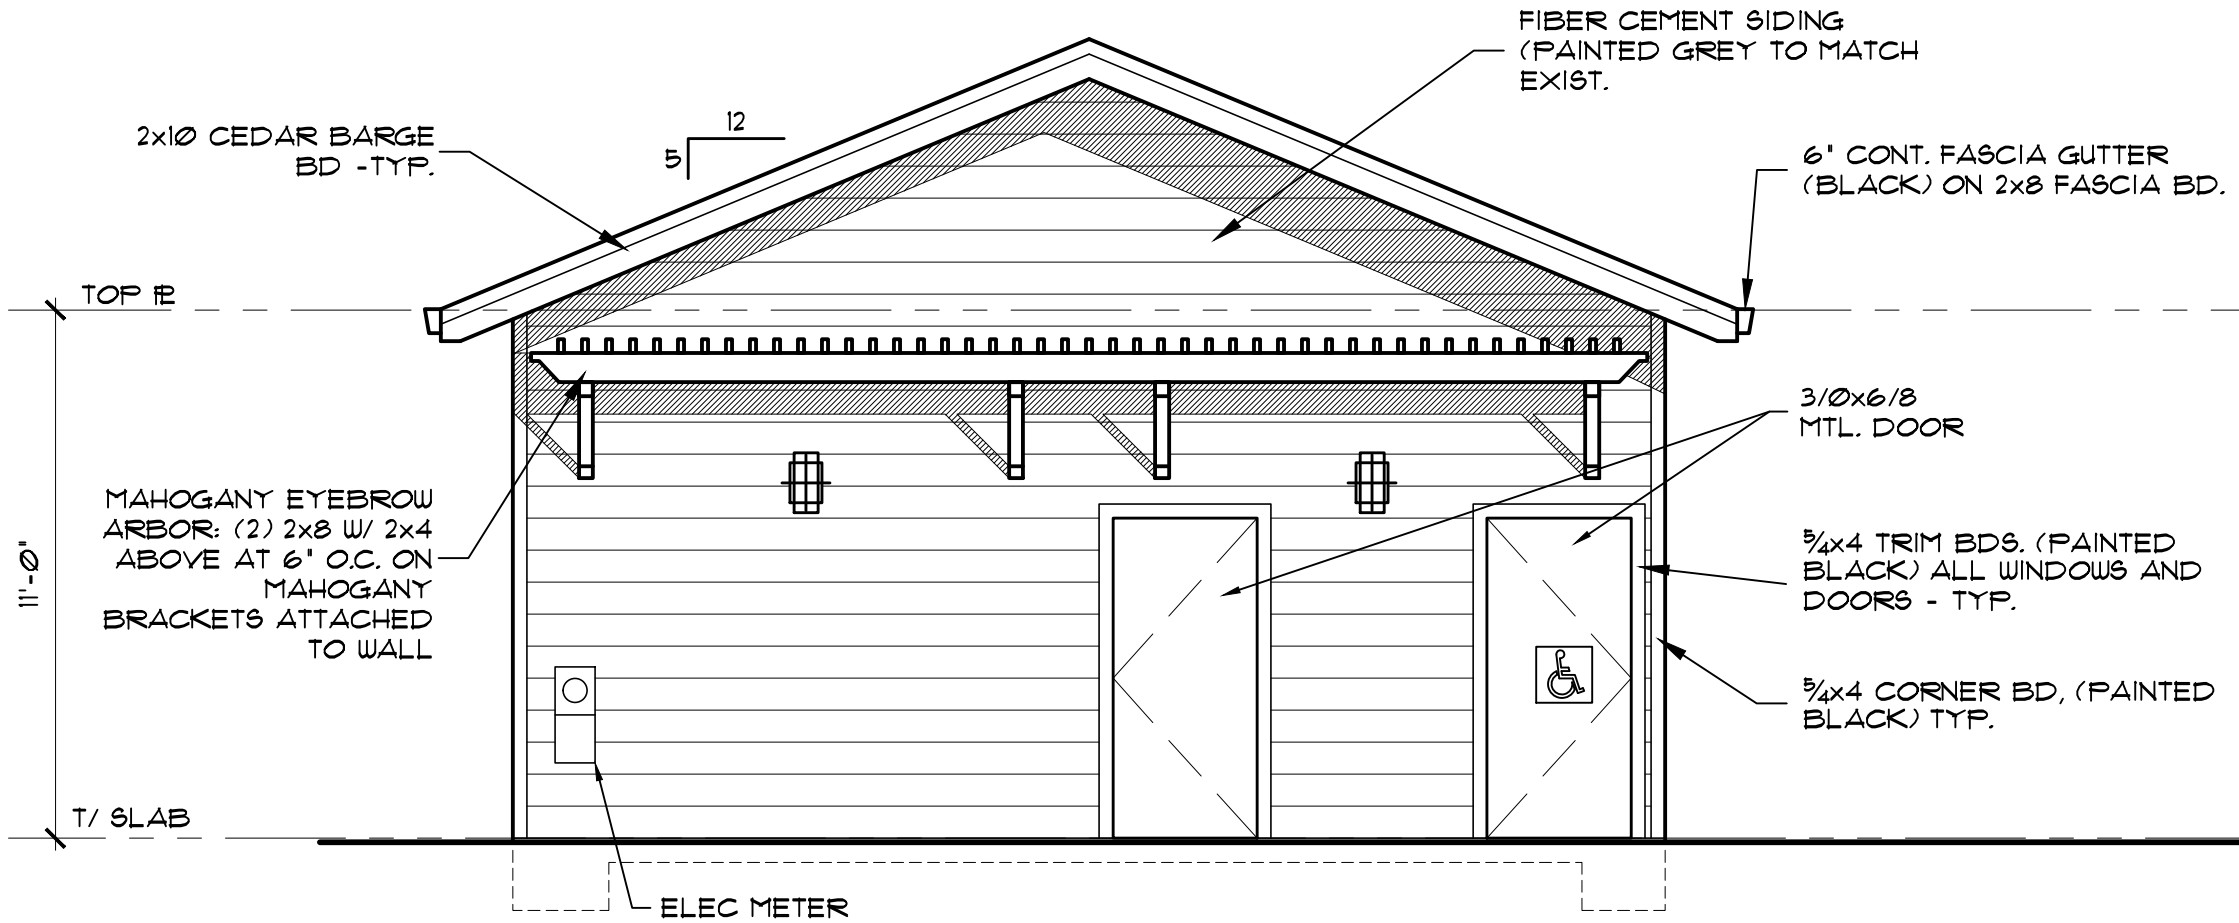 FIBER CEMENT SIDING
(PAINTED GREY TO MATCH
EXIST.
2x10 CEDAR BARGE
BD -TYP.
12
5
6" CONT. FASCIA GUTTER
(BLACK) ON 2x8 FASCIA BD.
TOP PL
3/0x6/8
MTL. DOOR
MAHOGANY EYEBROW
ARBOR: (2) 2x8 W/ 2x4
ABOVE AT 6" O.C. ON
MAHOGANY
BRACKETS ATTACHED
TO WALL
11'-0"
5/4x4 TRIM BDS. (PAINTED
BLACK) ALL WINDOWS AND
DOORS - TYP.
5/4x4 CORNER BD, (PAINTED
BLACK) TYP.
T/ SLAB
ELEC METER